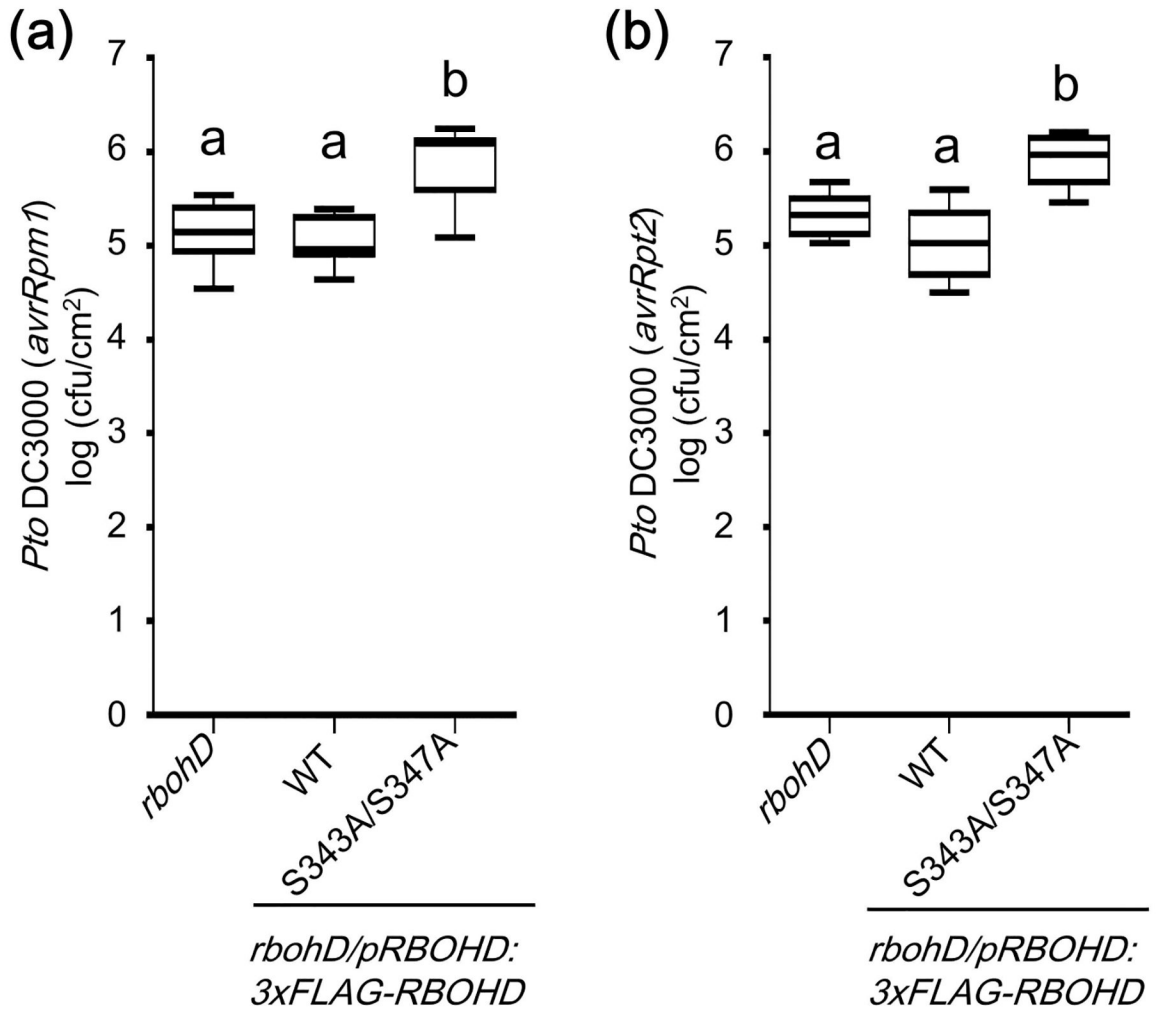 (a)
Pto DC3000 (avrRpm1)
log (cfu/cm²)
7
6
5
4
3
2
1
0
a
a
b
rbohD
WT
S343A/S347A
rbohD/pRBOHD:
3xFLAG-RBOHD
(b)
Pto DC3000 (avrRpt2)
log (cfu/cm²)
7
6
5
4
3
2
1
0
a
a
b
rbohD
WT
S343A/S347A
rbohD/pRBOHD:
3xFLAG-RBOHD